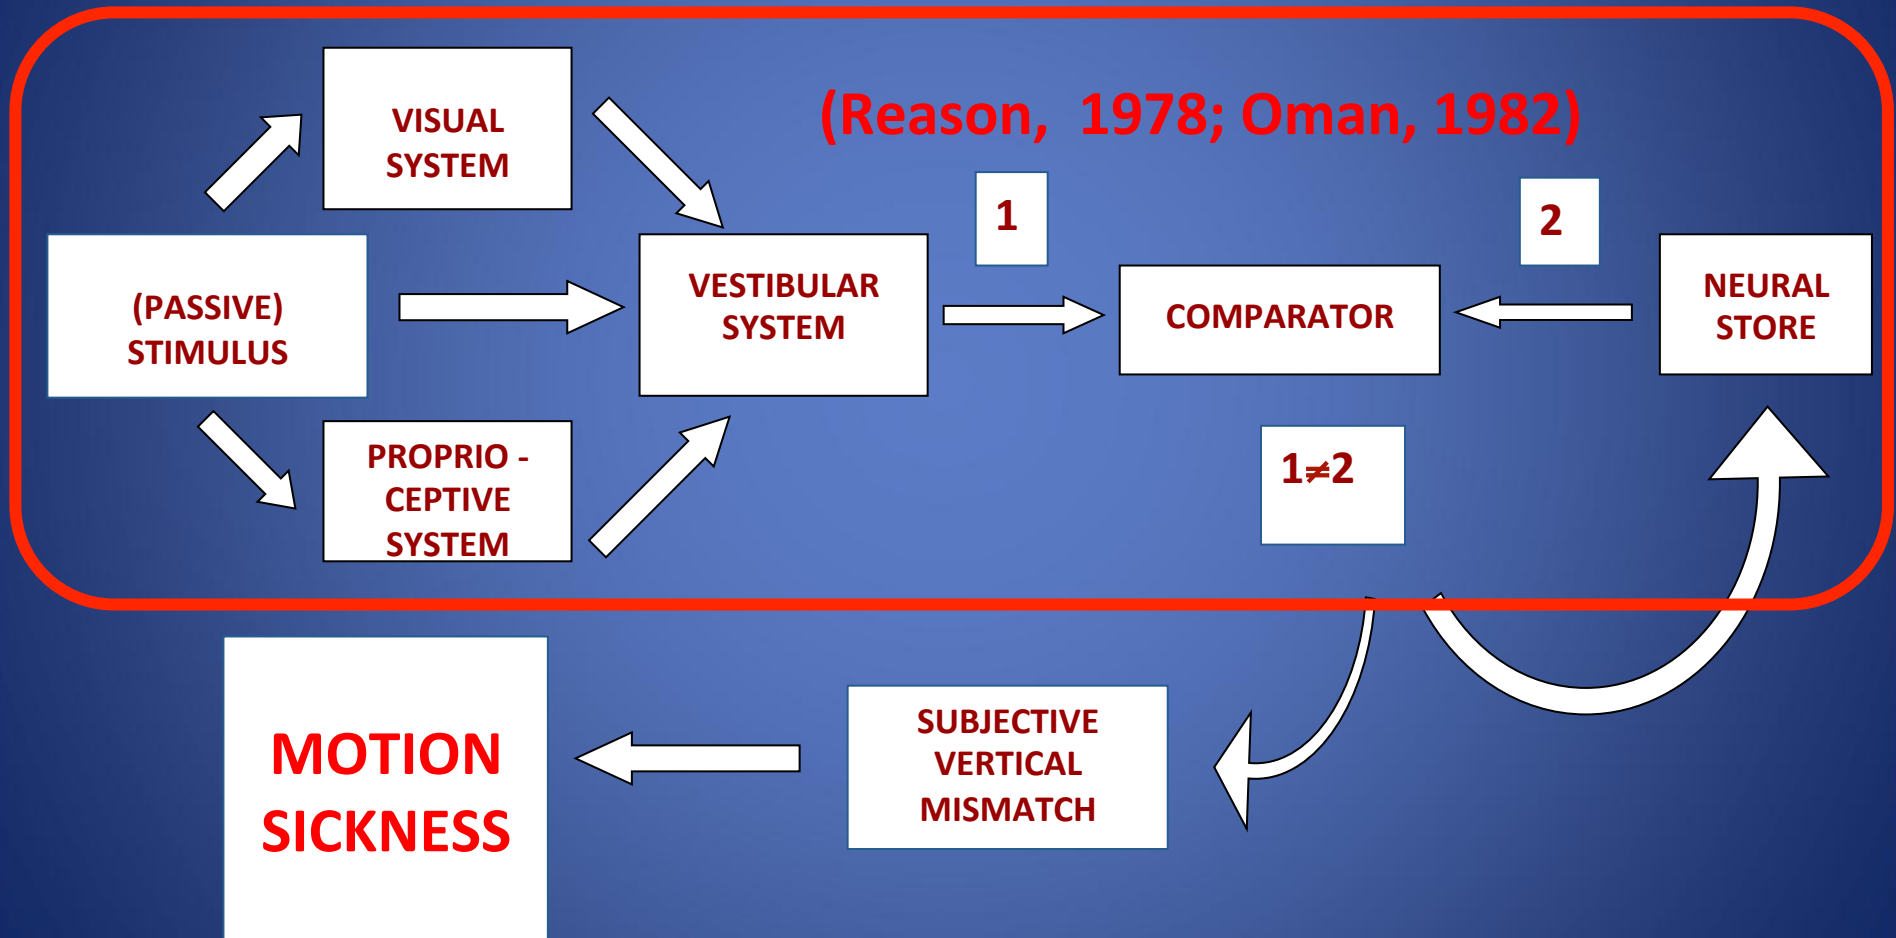 (Reason, 1978; Oman, 1982)
VISUAL
SYSTEM
(PASSIVE)
STIMULUS
PROPRIO -
CEPTIVE
SYSTEM
VESTIBULAR
SYSTEM
1
COMPARATOR
2
NEURAL
STORE
1≠2
SUBJECTIVE
VERTICAL
MISMATCH
MOTION
SICKNESS